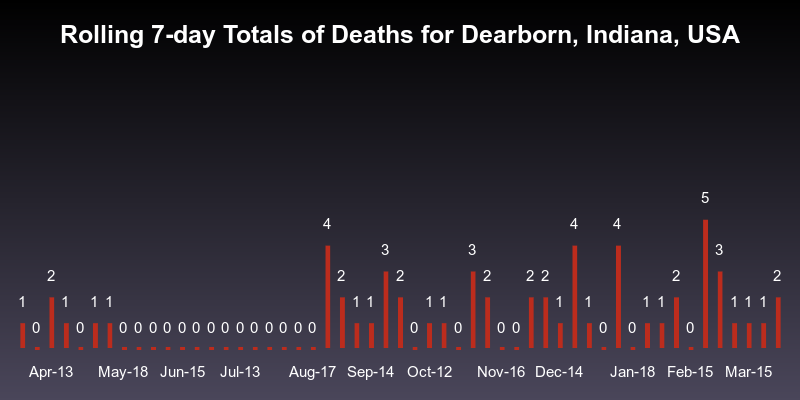 Rolling 7-day Totals of Deaths for Dearborn, Indiana, USA
1 0 2 1 0 1 1 0 0 0 0 0 0 0 0 0 0 0 0 0 0 4 2 1 1 3 2 0 1 1 0 3 2 0 0 2 2 1 4 1 0 4 0 1 1 2 0 5 3 1 1 1 2
Apr-13 May-18 Jun-15 Jul-13 Aug-17 Sep-14 Oct-12 Nov-16 Dec-14 Jan-18 Feb-15 Mar-15